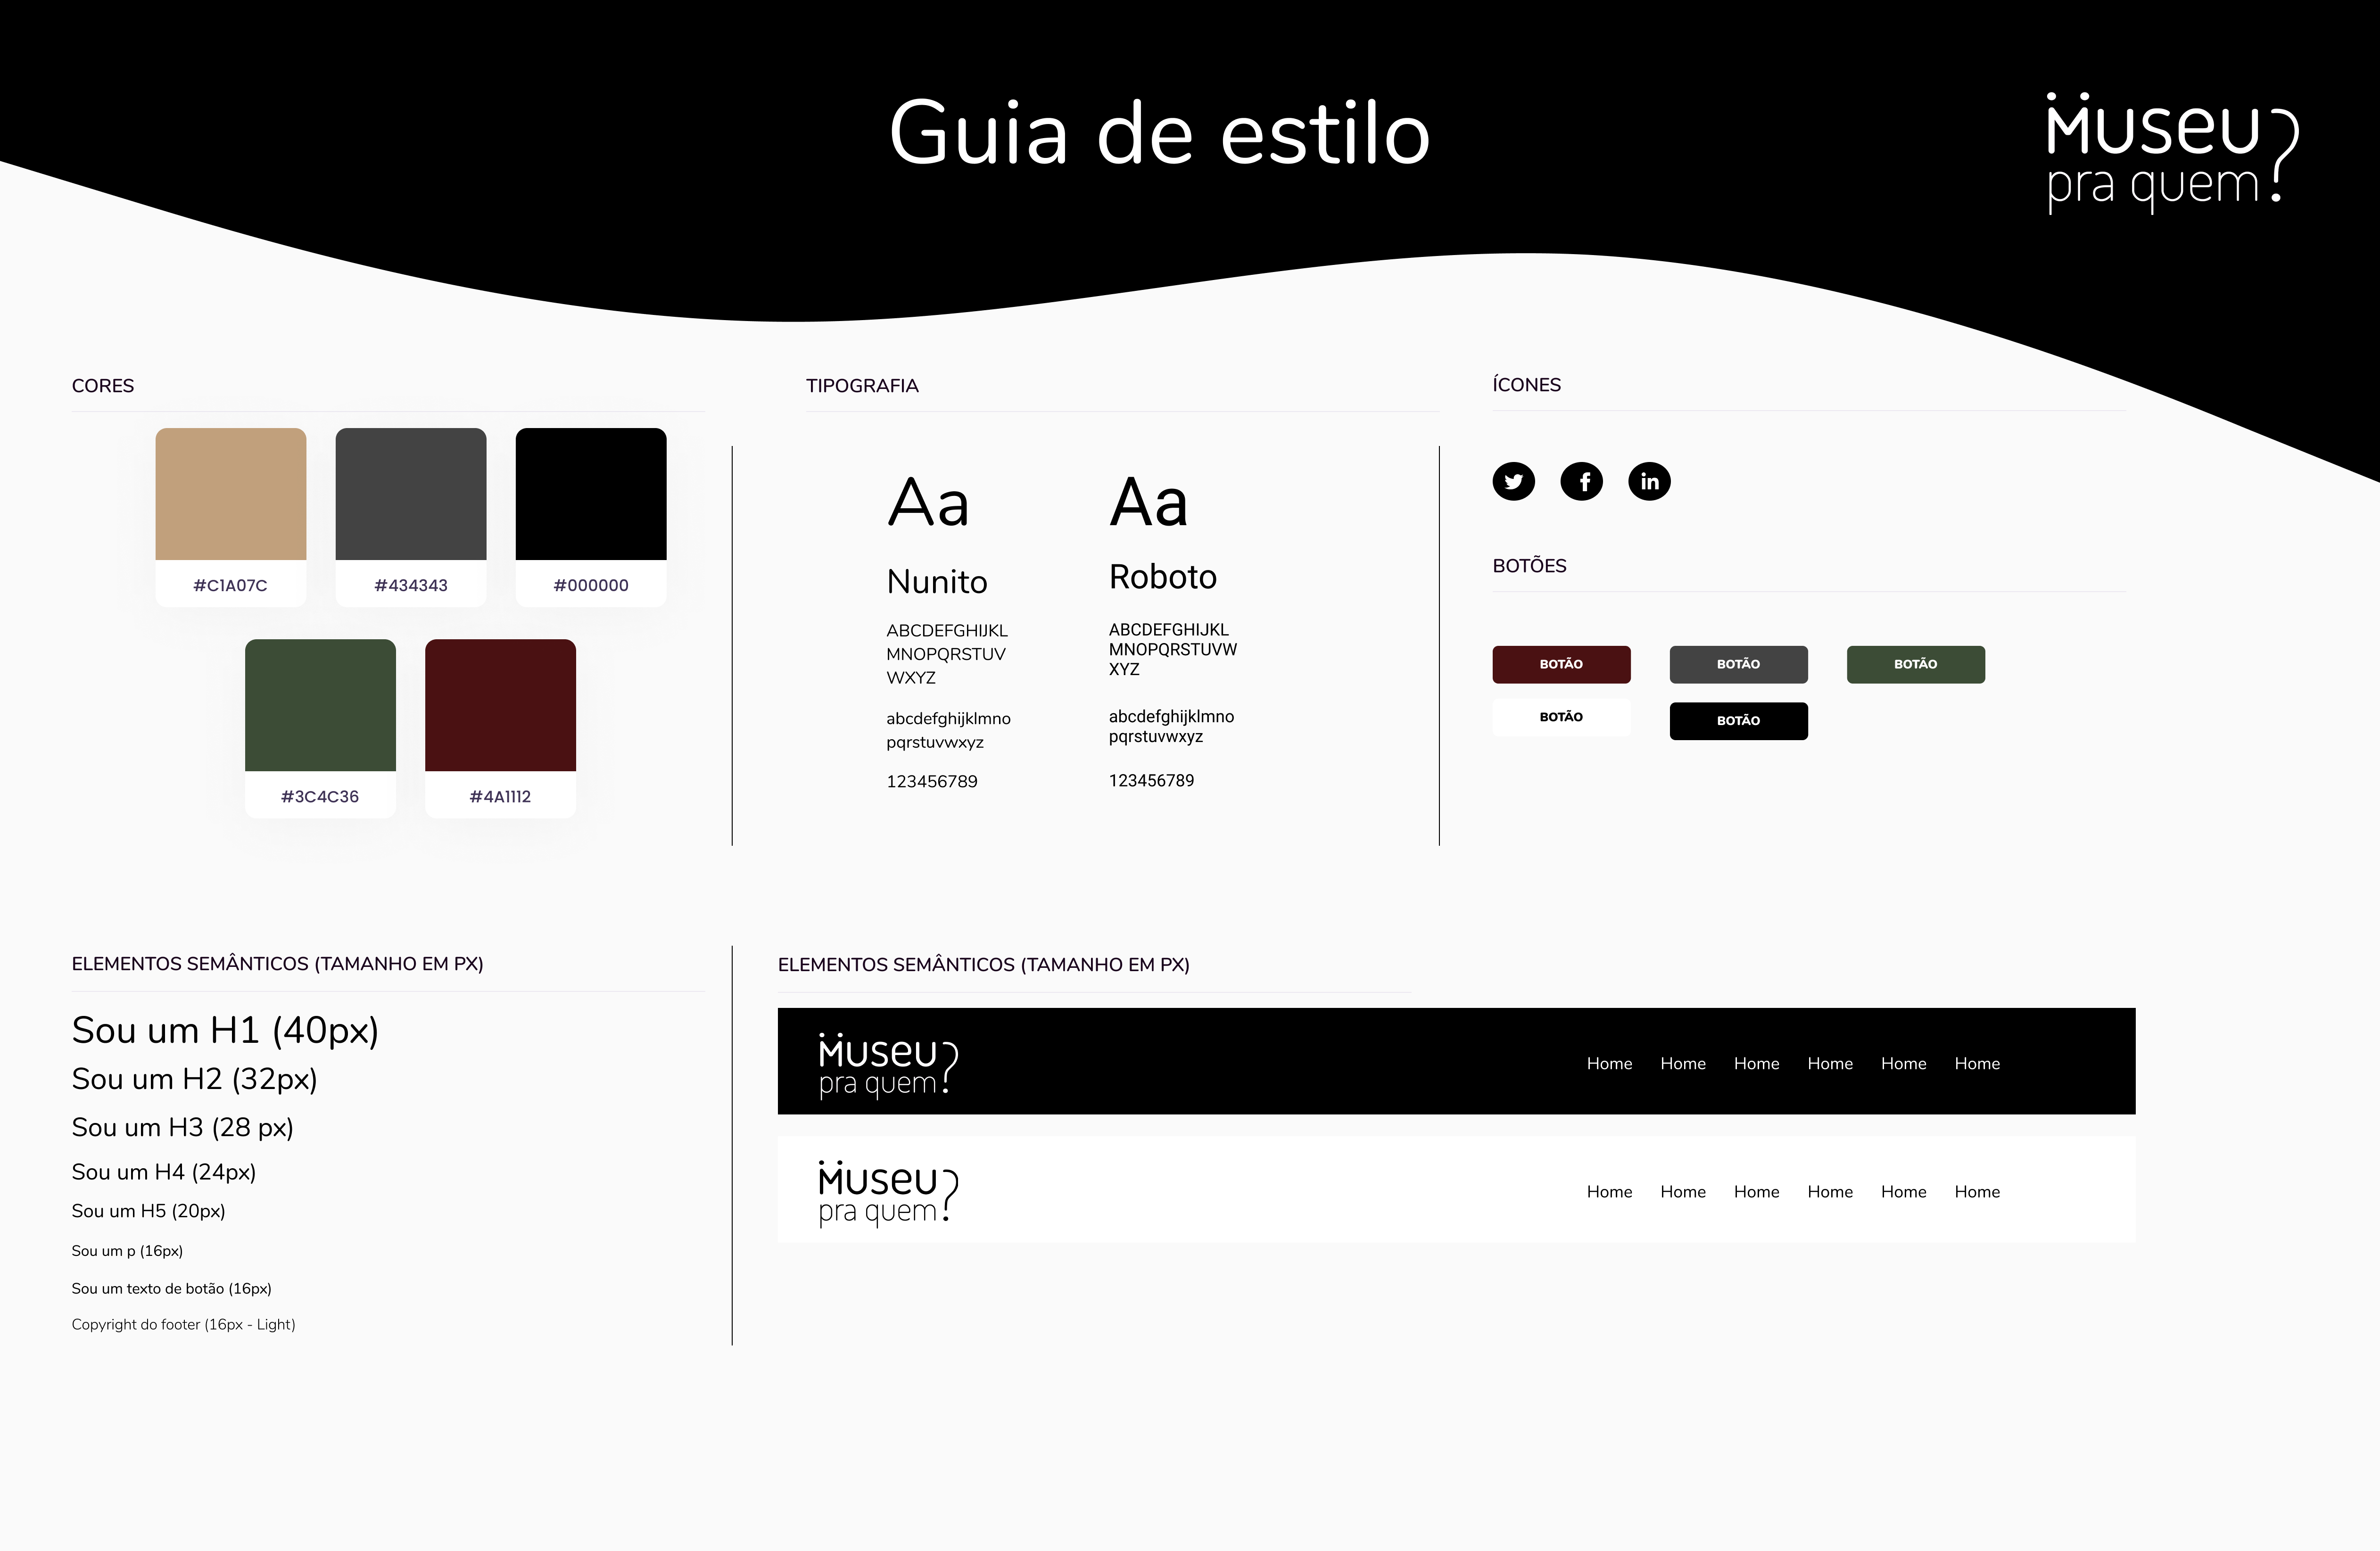 Guia de estilo
Museu
pra quem?
CORES
#C1A07C
#434343
#000000
#3C4C36
#4A1112
TIPOGRAFIA
Aa
Nunito
ABCDEFGHIJKL
MNOPQRSTUV
WXYZ
abcdefghijklmno
pqrstuvwxyz
123456789
Aa
Roboto
ABCDEFGHIJKL
MNOPQRSTUVW
XYZ
abcdefghijklmno
pqrstuvwxyz
123456789
ÍCONES
f
in
BOTÕES
BOTÃO
BOTÃO
BOTÃO
BOTÃO
BOTÃO
ELEMENTOS SEMÂNTICOS (TAMANHO EM PX)
Sou um H1 (40px)
Sou um H2 (32px)
Sou um H3 (28 px)
Sou um H4 (24px)
Sou um H5 (20px)
Sou um p (16px)
Sou um texto de botão (16px)
Copyright do footer (16px - Light)
ELEMENTOS SEMÂNTICOS (TAMANHO EM PX)
Museu
pra quem?
Home Home Home Home Home Home
Museu
pra quem?
Home Home Home Home Home Home